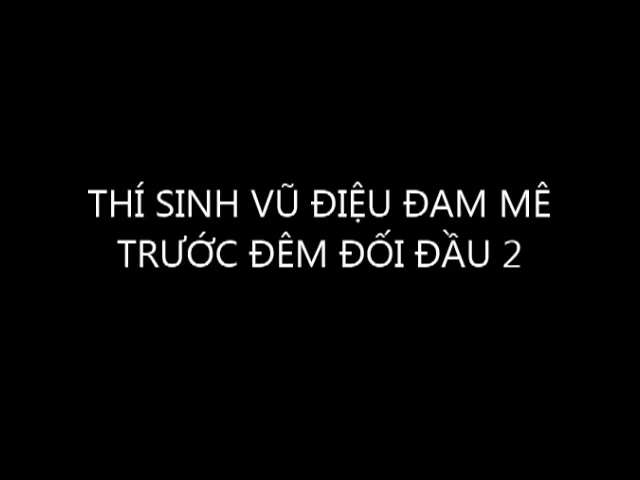 THÍ SINH VŨ ĐIỆU ĐAM MÊ
TRƯỚC ĐÊM ĐỐI ĐẦU 2